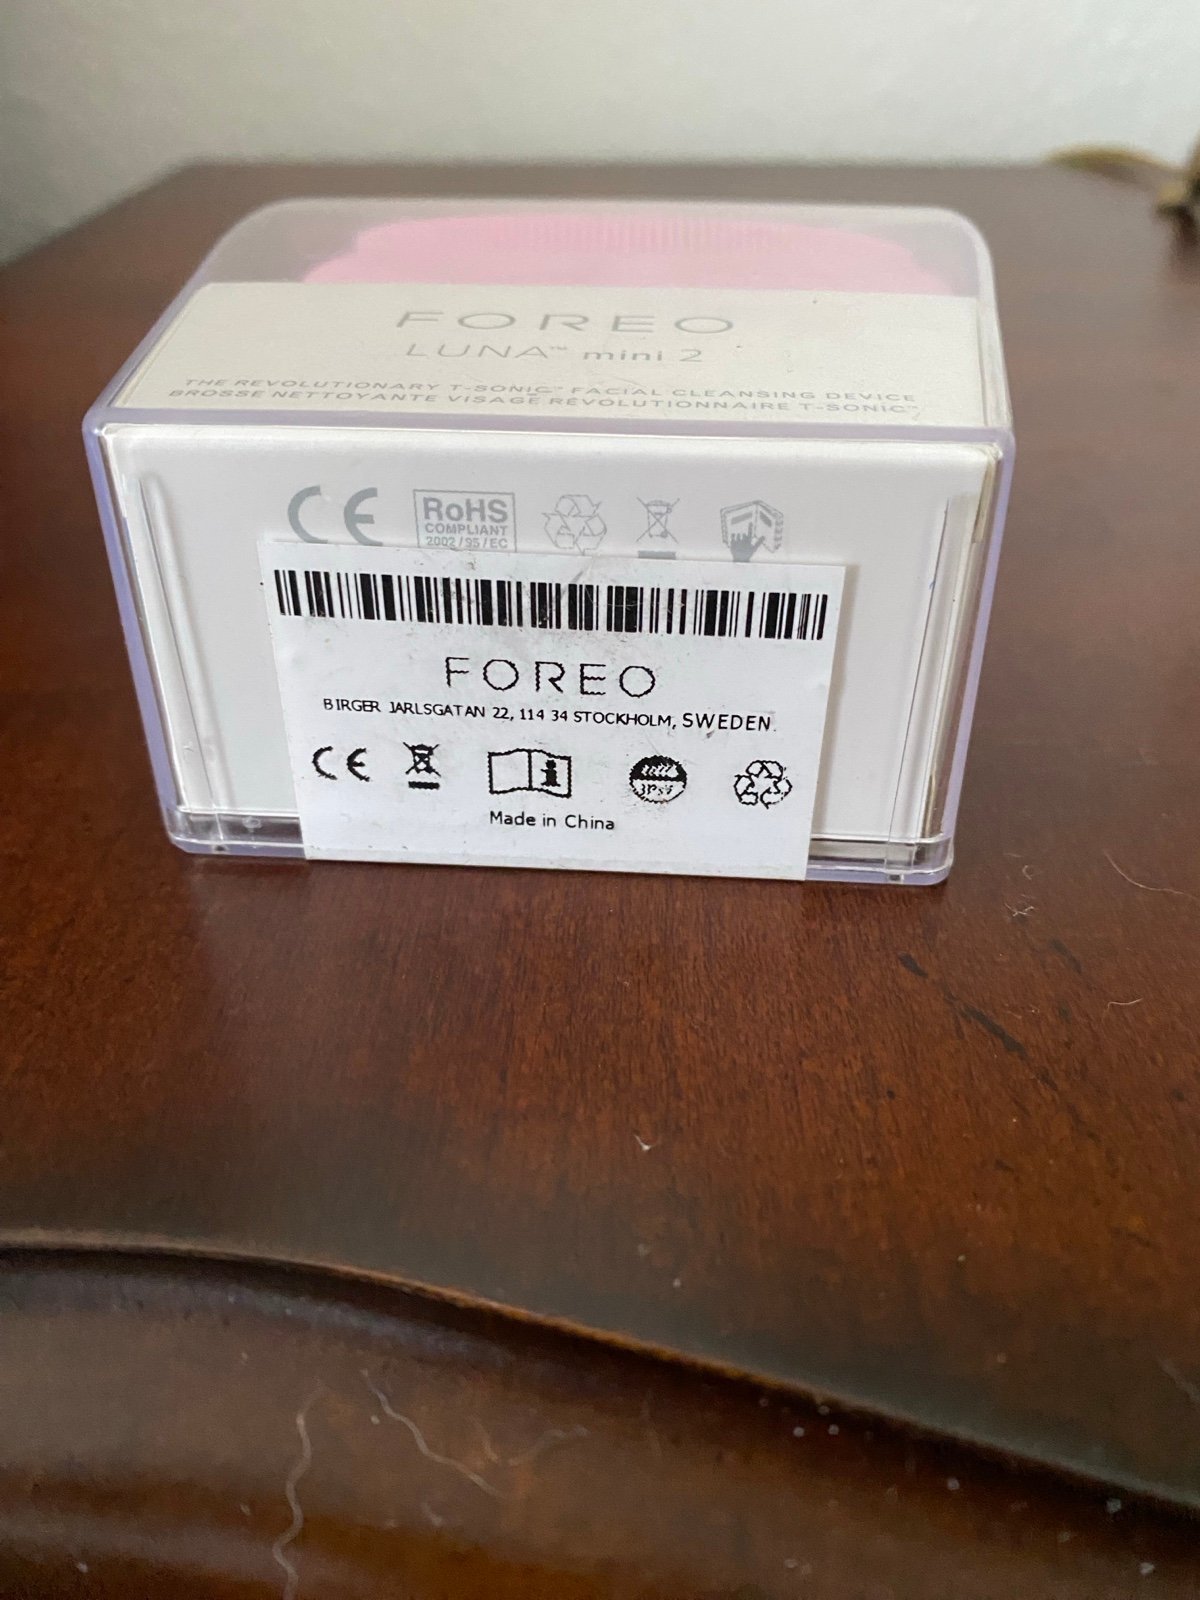 FOREO
LUNA™ mini 2
THE REVOLUTIONARY T-SONIC™ FACIAL CLEANSING DEVICE
BROSSE NETTOYANTE VISAGE RÉVOLUTIONNAIRE T-SONIC™
CE
RoHS
COMPLIANT
2002/95/EC
FOREO
BIRGER JARLSGATAN 22, 114 34 STOCKHOLM, SWEDEN.
CE
Made in China